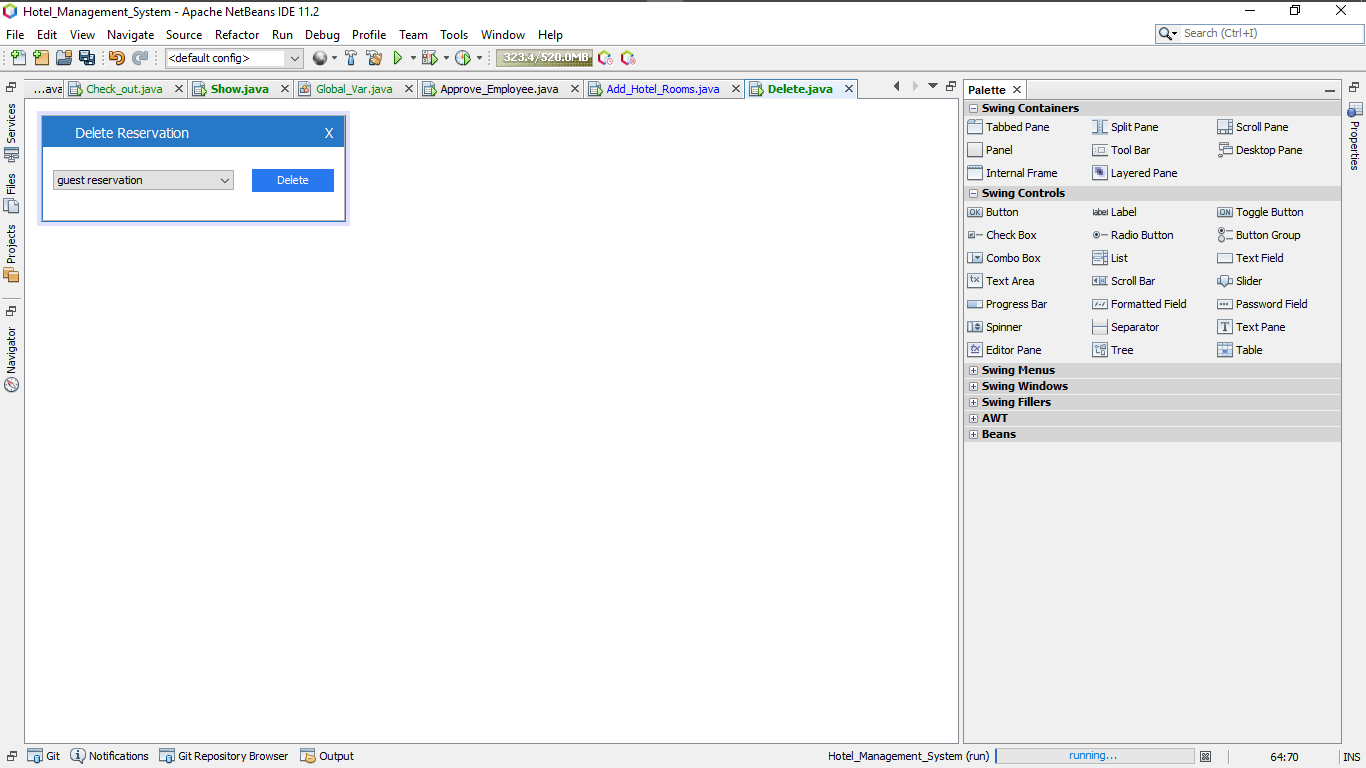 Hotel_Management_System - Apache NetBeans IDE 11.2
File Edit View Navigate Source Refactor Run Debug Profile Team Tools Window Help
Search (Ctrl+I)
<default config>
323.4/520.0MB
...ava Check_out.java Show.java Global_Var.java Approve_Employee.java Add_Hotel_Rooms.java Delete.java
Services
Files
Projects
Navigator
Delete Reservation X
guest reservation Delete
Palette
Swing Containers
Tabbed Pane Split Pane Scroll Pane
Panel Tool Bar Desktop Pane
Internal Frame Layered Pane
Swing Controls
OK Button label Label ON Toggle Button
Check Box Radio Button Button Group
Combo Box List Text Field
Text Area Scroll Bar Slider
Progress Bar Formatted Field Password Field
Spinner Separator T Text Pane
Editor Pane Tree Table
Swing Menus
Swing Windows
Swing Fillers
AWT
Beans
Properties
Git Notifications Git Repository Browser Output
Hotel_Management_System (run) running... 64:70 INS